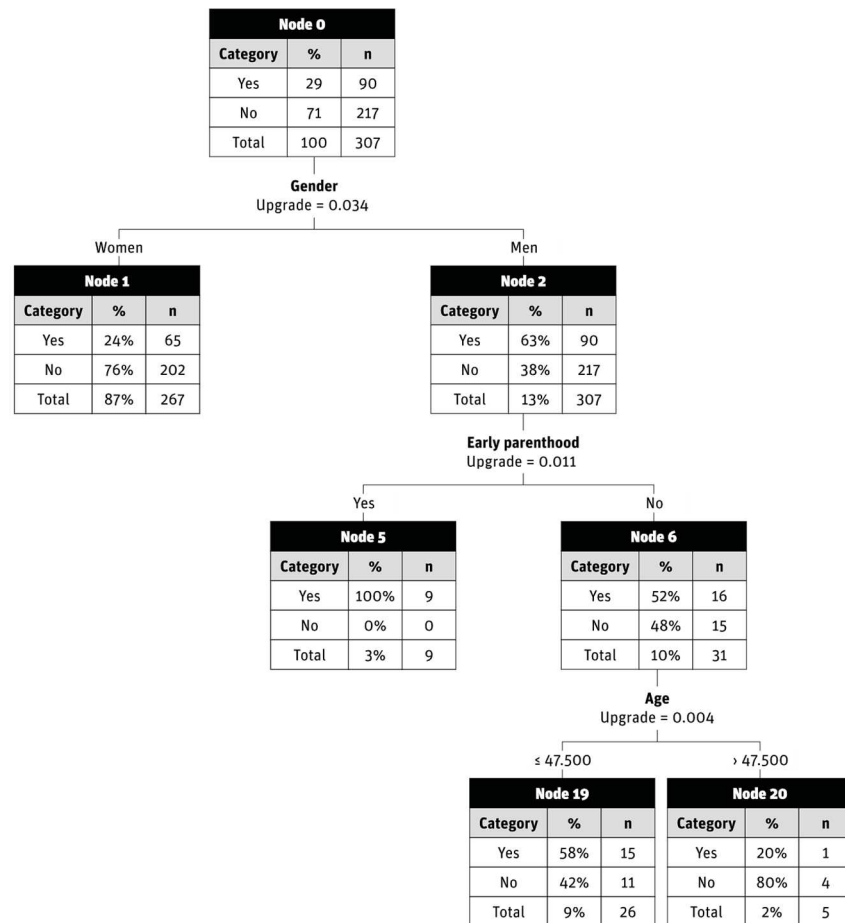 Node 0
Category % n
Yes 29 90
No 71 217
Total 100 307
Gender
Upgrade = 0.034
Women Men
Node 1
Category % n
Yes 24% 65
No 76% 202
Total 87% 267
Node 2
Category % n
Yes 63% 90
No 38% 217
Total 13% 307
Early parenthood
Upgrade = 0.011
Yes No
Node 5
Category % n
Yes 100% 9
No 0% 0
Total 3% 9
Node 6
Category % n
Yes 52% 16
No 48% 15
Total 10% 31
Age
Upgrade = 0.004
≤ 47.500 › 47.500
Node 19
Category % n
Yes 58% 15
No 42% 11
Total 9% 26
Node 20
Category % n
Yes 20% 1
No 80% 4
Total 2% 5